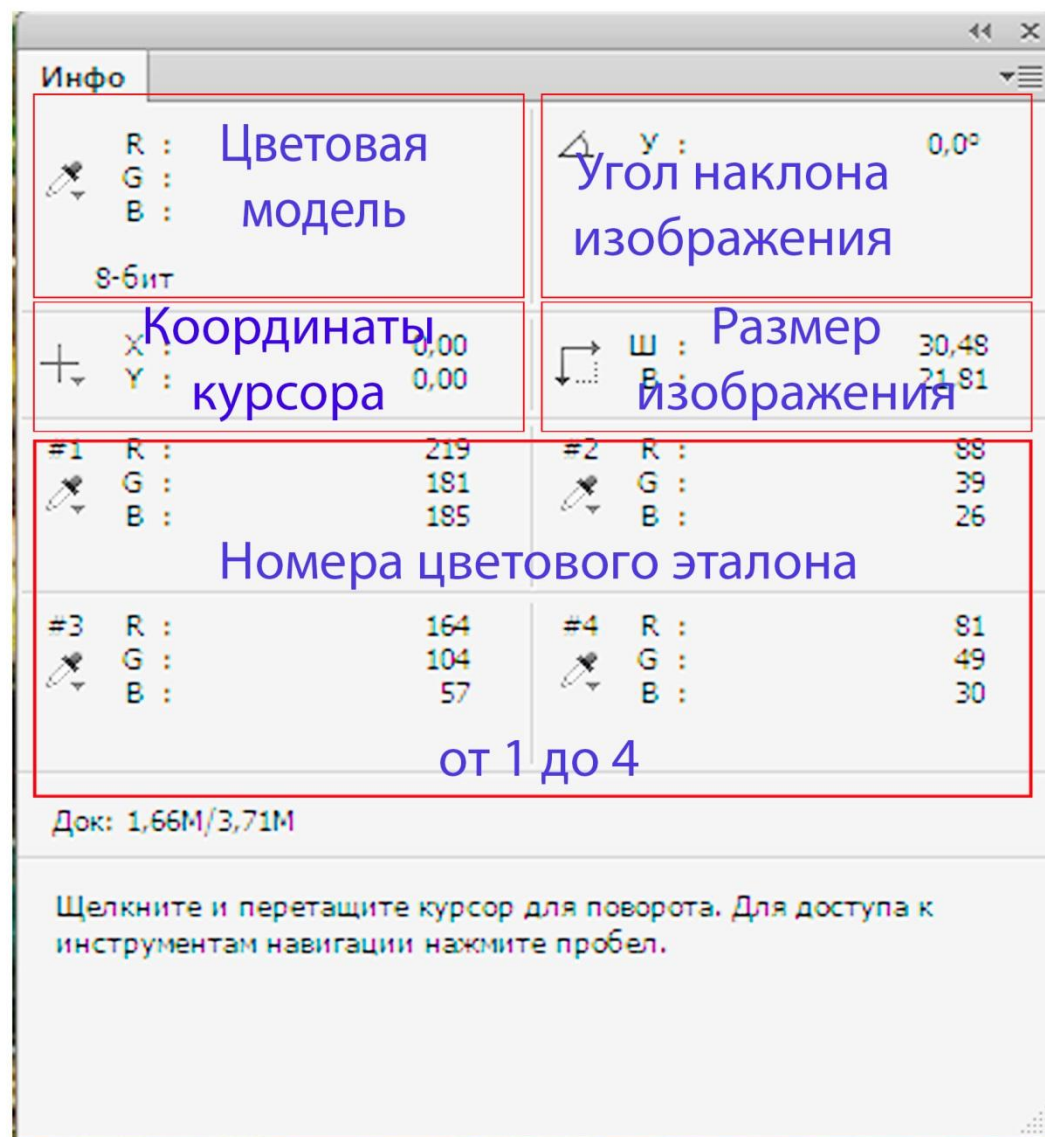 Инфо
R :
G :
B :
8-бит
Цветовая
модель
У : 0,0°
Угол наклона
изображения
X : 0,00
Y : 0,00
Координаты
курсора
Ш : 30,48
В : 21,81
Размер
изображения
#1 R : 219
G : 181
B : 185
#2 R : 88
G : 39
B : 26
Номера цветового эталона
#3 R : 164
G : 104
B : 57
#4 R : 81
G : 49
B : 30
от 1 до 4
Док: 1,66M/3,71M
Щелкните и перетащите курсор для поворота. Для доступа к
инструментам навигации нажмите пробел.